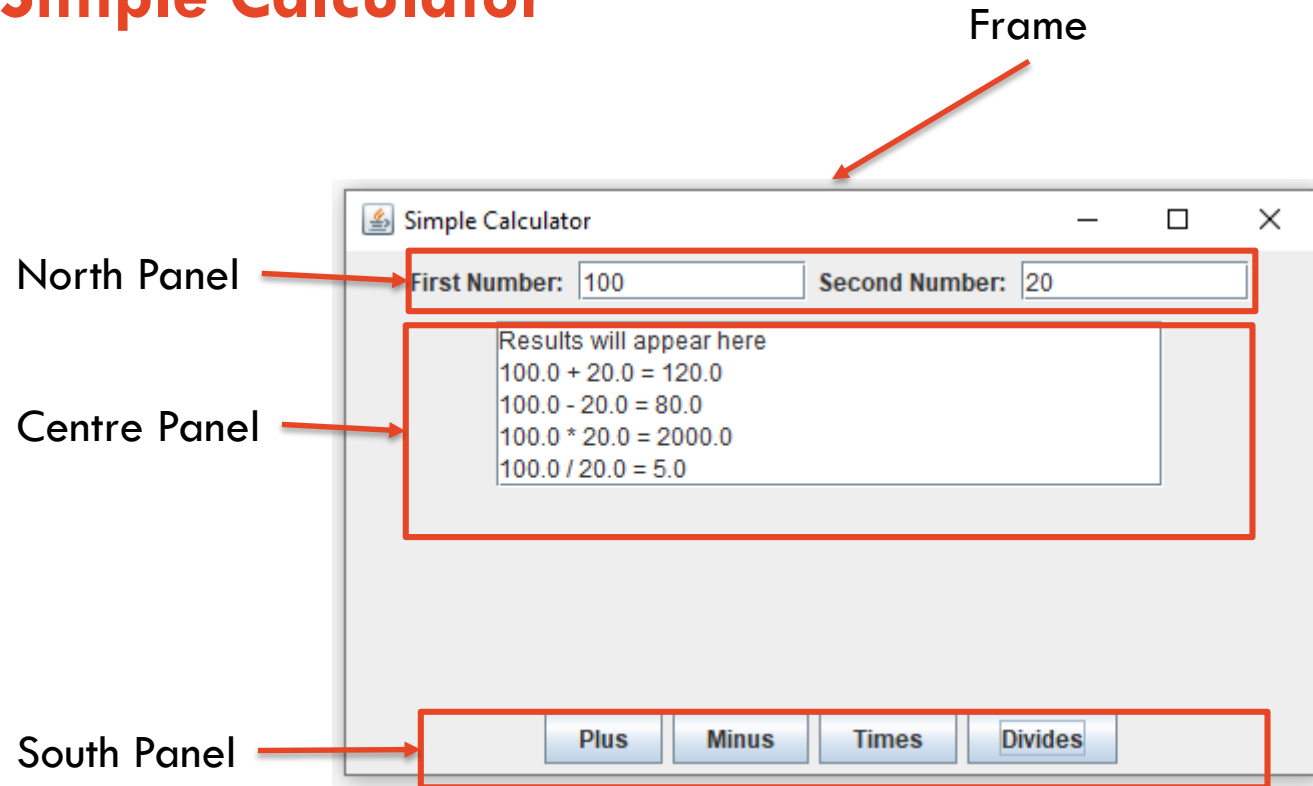 Simple Calculator
Frame
Simple Calculator
North Panel
First Number: 100 Second Number: 20
Results will appear here
100.0 + 20.0 = 120.0
Centre Panel
100.0 - 20.0 = 80.0
100.0 * 20.0 = 2000.0
100.0 / 20.0 = 5.0
South Panel
Plus Minus Times Divides